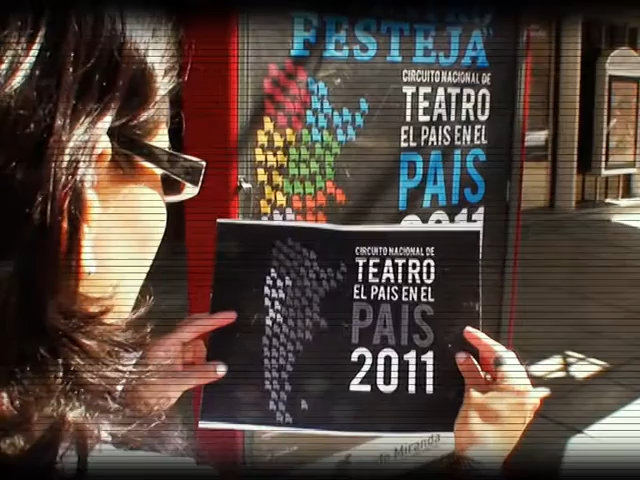 FESTEJA
CIRCUITO NACIONAL DE
TEATRO
EL PAIS EN EL
PAIS
2011
CIRCUITO NACIONAL DE
TEATRO
EL PAIS EN EL
PAIS
2011
de Miranda